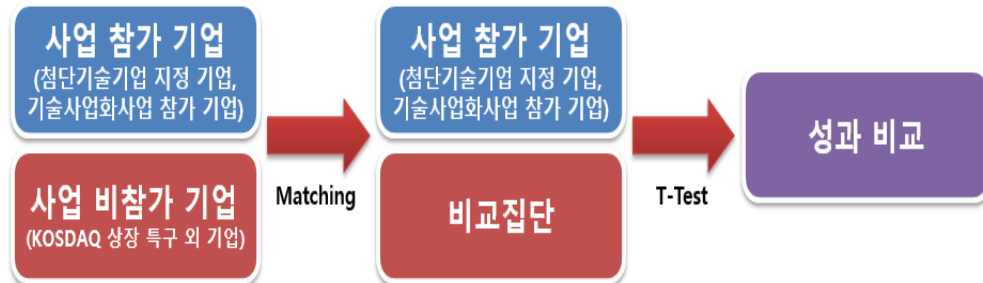 사업 참가 기업
(첨단기술기업 지정 기업,
기술사업화사업 참가 기업)
사업 비참가 기업
(KOSDAQ 상장 특구 외 기업)
Matching
사업 참가 기업
(첨단기술기업 지정 기업,
기술사업화사업 참가 기업)
비교집단
T-Test
성과 비교